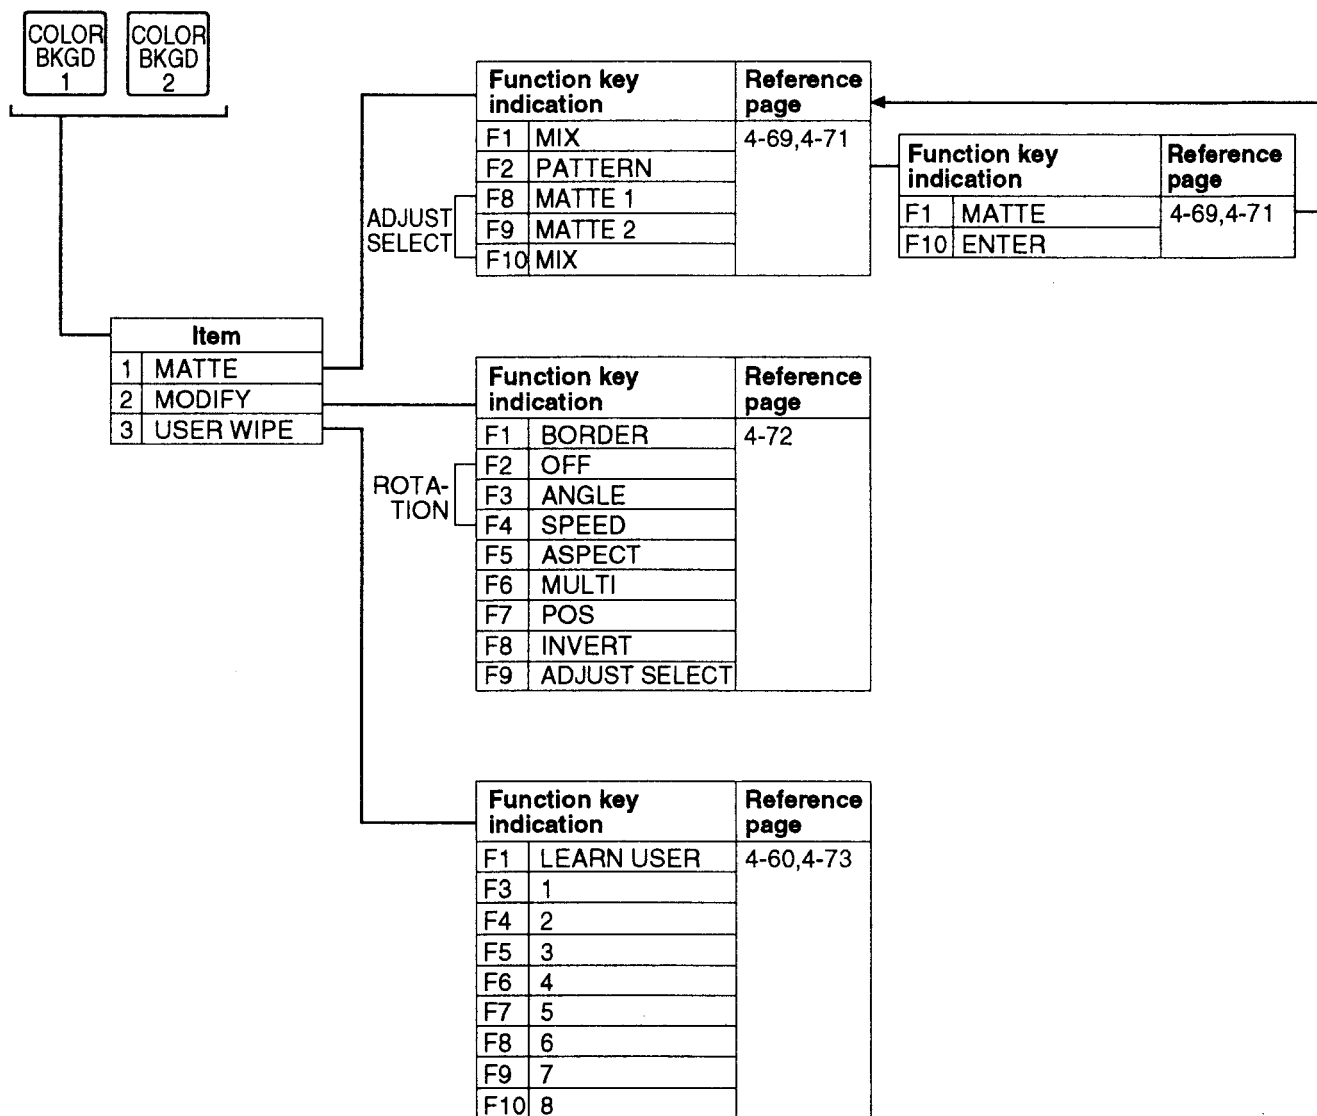 COLOR BKGD 1
COLOR BKGD 2
Item
1 MATTE
2 MODIFY
3 USER WIPE
Function key indication Reference page
F1 MIX 4-69,4-71
F2 PATTERN
ADJUST SELECT
F8 MATTE 1
F9 MATTE 2
F10 MIX
Function key indication Reference page
F1 MATTE 4-69,4-71
F10 ENTER
Function key indication Reference page
F1 BORDER 4-72
ROTA-
TION
F2 OFF
F3 ANGLE
F4 SPEED
F5 ASPECT
F6 MULTI
F7 POS
F8 INVERT
F9 ADJUST SELECT
Function key indication Reference page
F1 LEARN USER 4-60,4-73
F3 1
F4 2
F5 3
F6 4
F7 5
F8 6
F9 7
F10 8